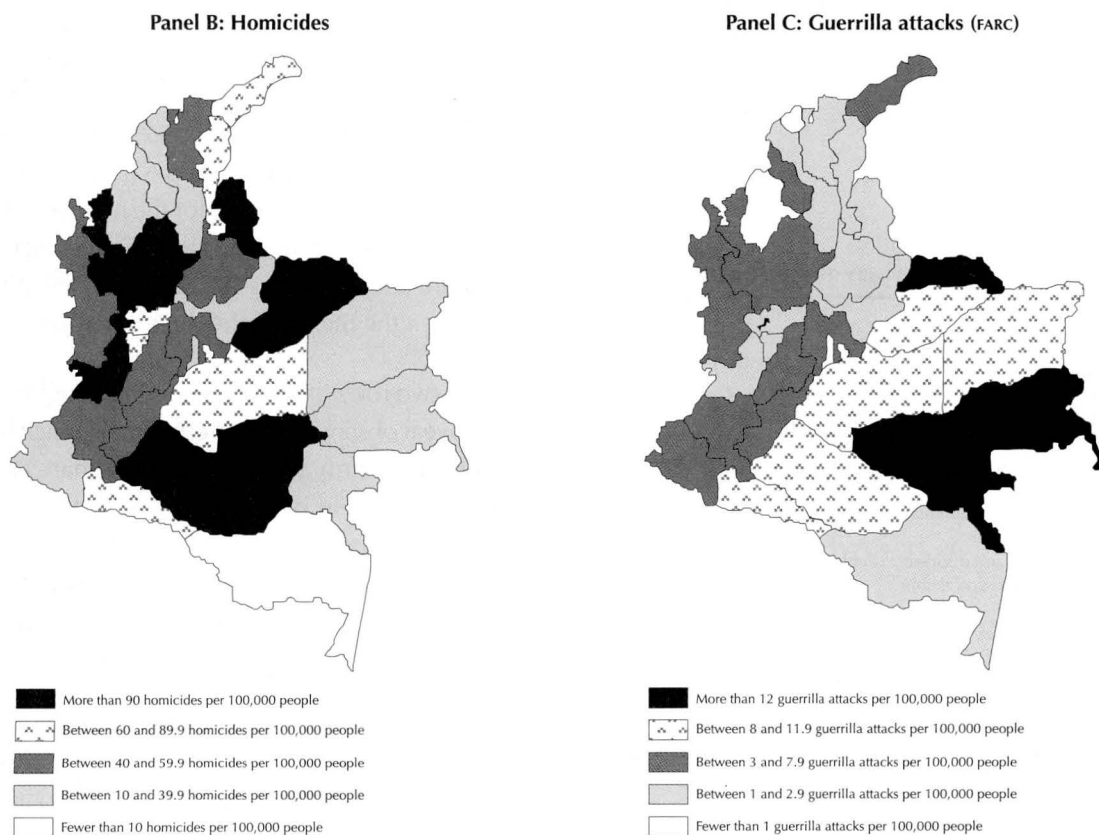 Panel B: Homicides
More than 90 homicides per 100,000 people
Between 60 and 89.9 homicides per 100,000 people
Between 40 and 59.9 homicides per 100,000 people
Between 10 and 39.9 homicides per 100,000 people
Fewer than 10 homicides per 100,000 people
Panel C: Guerrilla attacks (FARC)
More than 12 guerrilla attacks per 100,000 people
Between 8 and 11.9 guerrilla attacks per 100,000 people
Between 3 and 7.9 guerrilla attacks per 100,000 people
Between 1 and 2.9 guerrilla attacks per 100,000 people
Fewer than 1 guerrilla attacks per 100,000 people